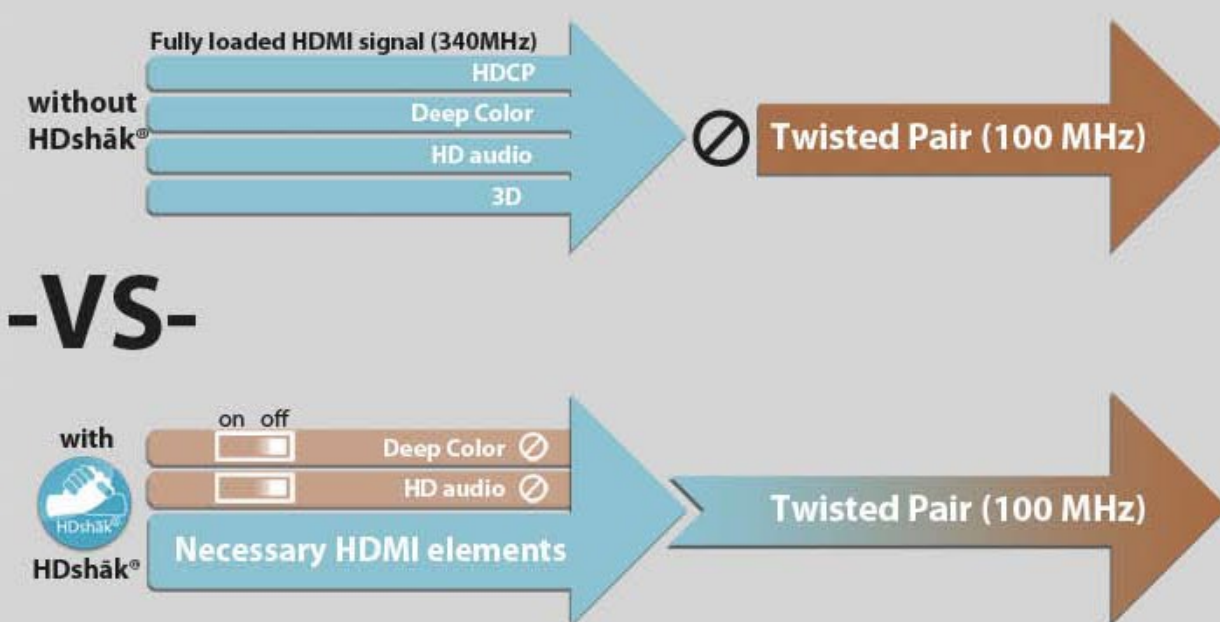 Fully loaded HDMI signal (340MHz)
HDCP
without
HDshāk®
Deep Color
HD audio
3D
Twisted Pair (100 MHz)
-VS-
on off
with
Deep Color
HD audio
HDshāk®
HDshāk®
Necessary HDMI elements
Twisted Pair (100 MHz)